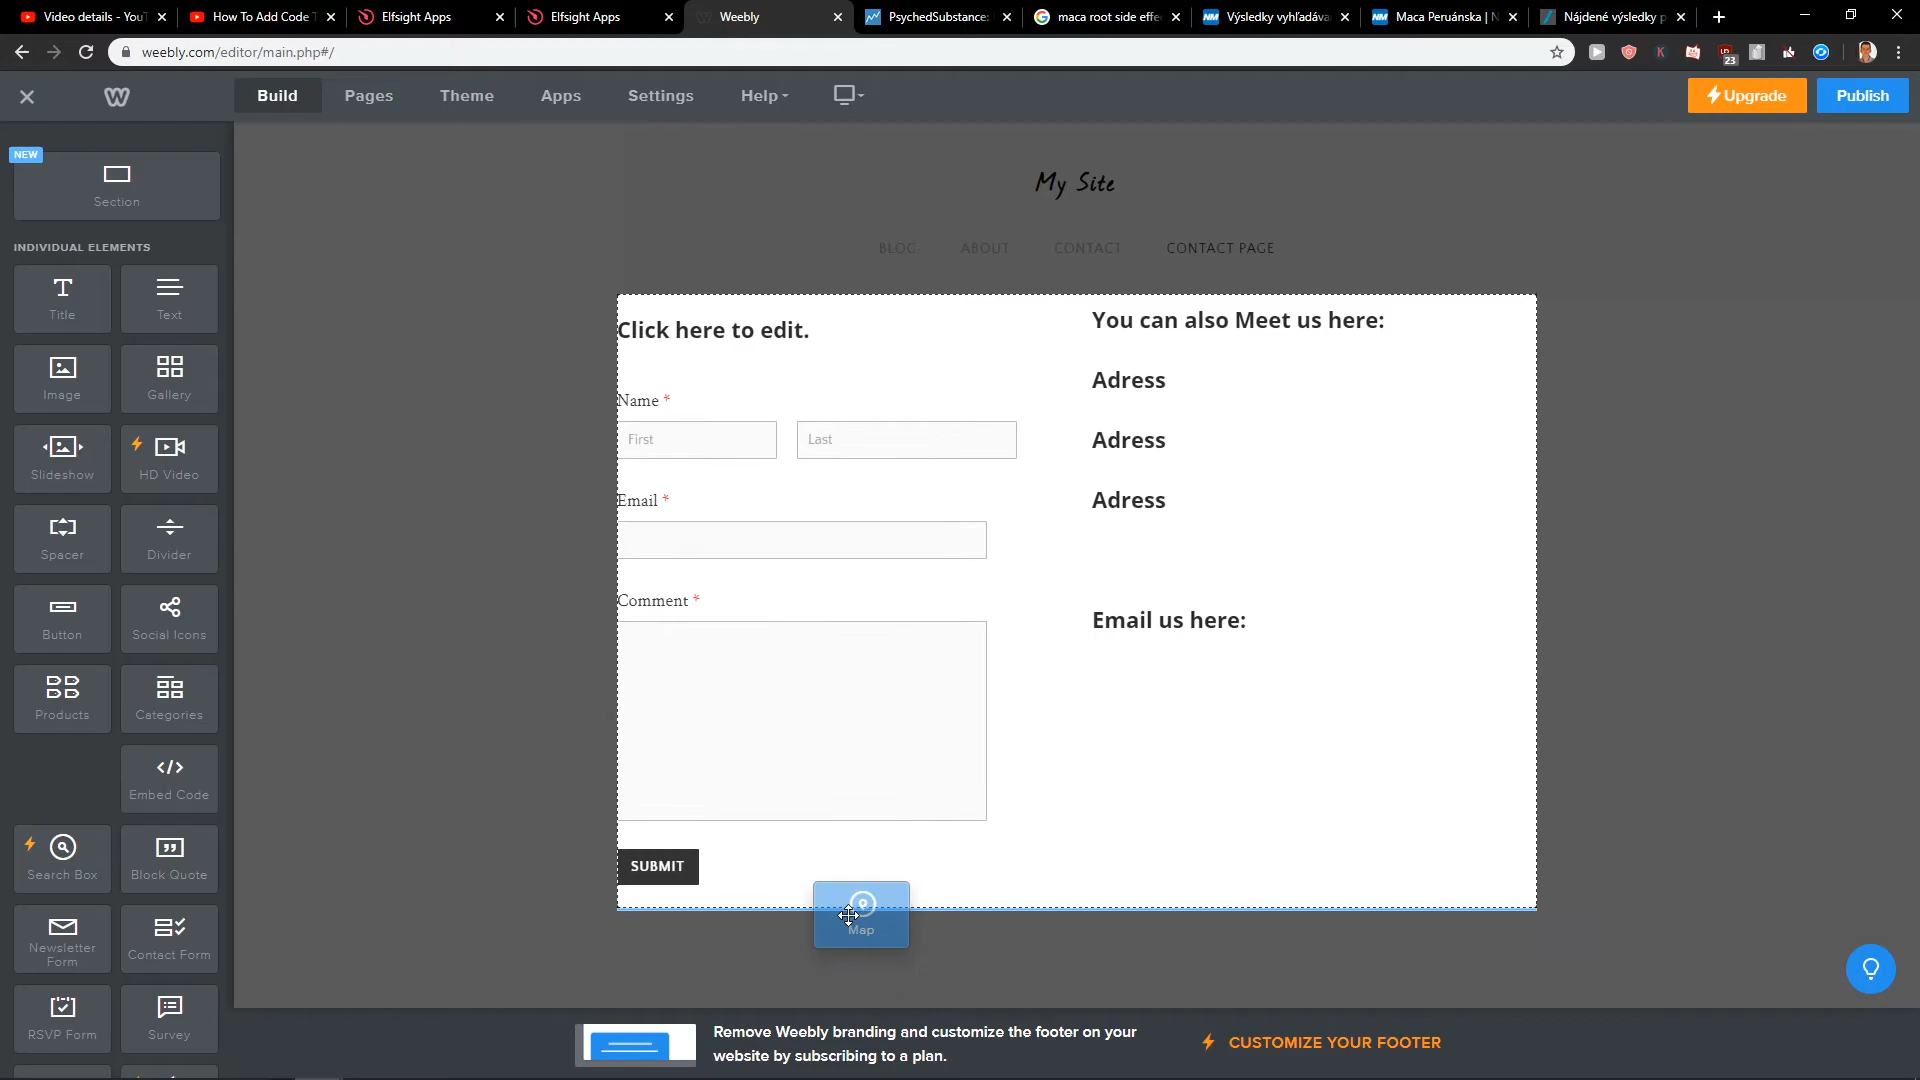 Video details - YouT
How To Add Code T
Elfsight Apps
Elfsight Apps
Weebly
PsychedSubstance:
maca root side effe
Výsledky vyhľadáva
Maca Peruánska | N
Nájdené výsledky p
weebly.com/editor/main.php#/
23
Build
Pages
Theme
Apps
Settings
Help
Upgrade
Publish
NEW
Section
INDIVIDUAL ELEMENTS
Title
Text
Image
Gallery
Slideshow
HD Video
Spacer
Divider
Button
Social Icons
Products
Categories
Embed Code
Search Box
Block Quote
Newsletter
Form
Contact Form
RSVP Form
Survey
My Site
BLOG
ABOUT
CONTACT
CONTACT PAGE
Click here to edit.
Name *
First
Last
Email *
Comment *
SUBMIT
You can also Meet us here:
Adress
Adress
Adress
Email us here:
Map
Remove Weebly branding and customize the footer on your
website by subscribing to a plan.
CUSTOMIZE YOUR FOOTER